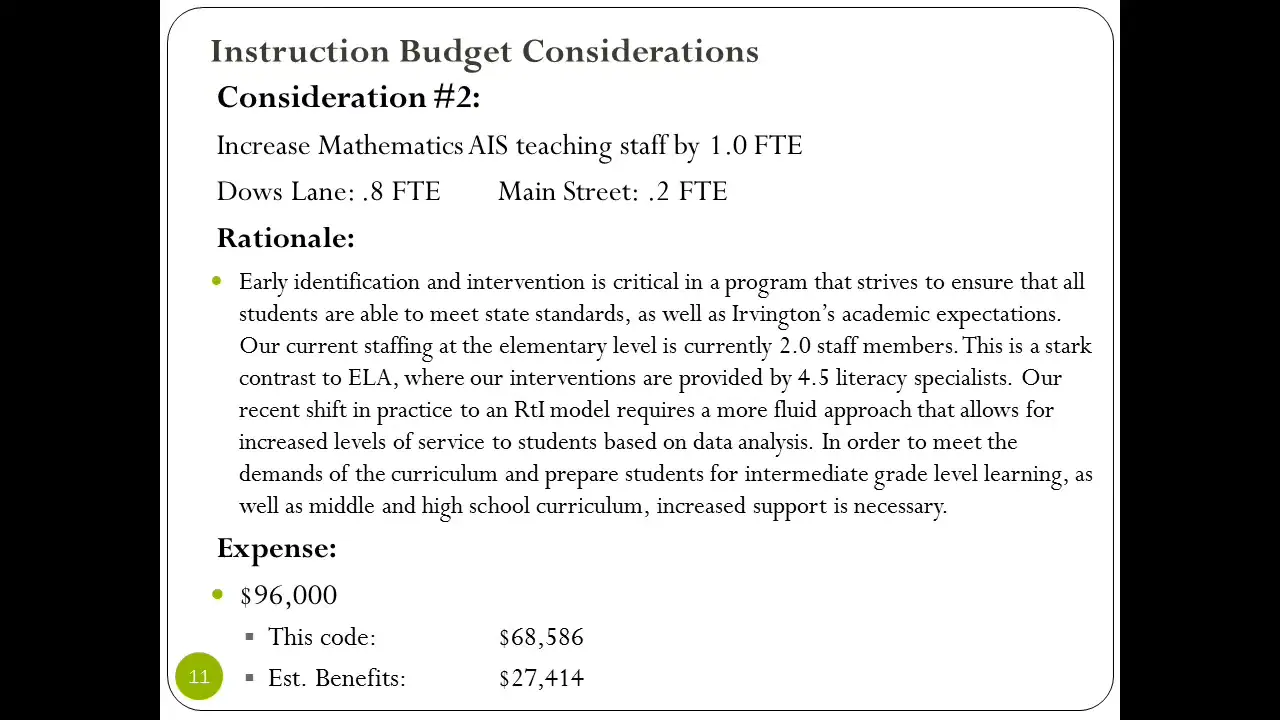 Instruction Budget Considerations
Consideration #2:
Increase Mathematics AIS teaching staff by 1.0 FTE
Dows Lane: .8 FTE Main Street: .2 FTE
Rationale:
Early identification and intervention is critical in a program that strives to ensure that all
students are able to meet state standards, as well as Irvington’s academic expectations.
Our current staffing at the elementary level is currently 2.0 staff members. This is a stark
contrast to ELA, where our interventions are provided by 4.5 literacy specialists. Our
recent shift in practice to an RtI model requires a more fluid approach that allows for
increased levels of service to students based on data analysis. In order to meet the
demands of the curriculum and prepare students for intermediate grade level learning, as
well as middle and high school curriculum, increased support is necessary.
Expense:
$96,000
This code: $68,586
Est. Benefits: $27,414
11